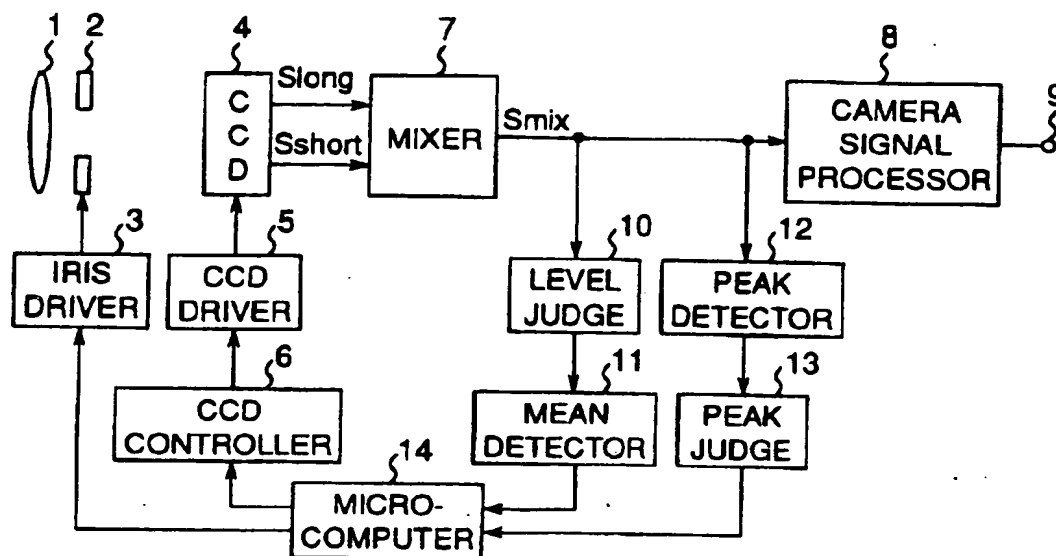 1
2
4
7
8
9
Slong
Sshort
Smix
C
C
D
MIXER
CAMERA
SIGNAL
PROCESSOR
3
5
10
12
IRIS
DRIVER
CCD
DRIVER
LEVEL
JUDGE
PEAK
DETECTOR
6
11
13
CCD
CONTROLLER
MEAN
DETECTOR
PEAK
JUDGE
14
MICRO-
COMPUTER